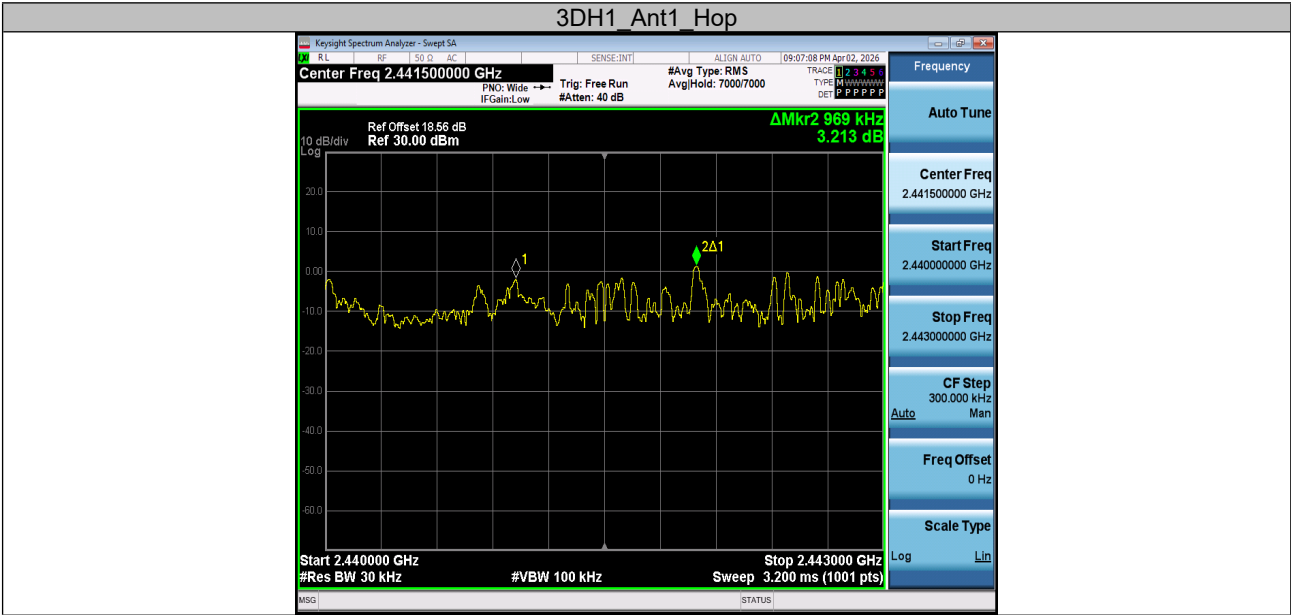 3DH1_Ant1_Hop
Keysight Spectrum Analyzer - Swept SA
RL RF 50 Ω AC SENSE:INT ALIGN AUTO 09:07:08 PM Apr 02, 2026
Center Freq 2.441500000 GHz
PNO: Wide
IFGain:Low
Trig: Free Run
#Atten: 40 dB
#Avg Type: RMS
Avg|Hold: 7000/7000
TRACE 1 2 3 4 5 6
TYPE M WWWWW
DET P P P P P P
ΔMkr2 969 kHz
3.213 dB
Ref Offset 18.56 dB
10 dB/div Ref 30.00 dBm
Log
20.0
10.0
0.00
-10.0
-20.0
-30.0
-40.0
-50.0
-60.0
1
2Δ1
Start 2.440000 GHz Stop 2.443000 GHz
#Res BW 30 kHz #VBW 100 kHz Sweep 3.200 ms (1001 pts)
MSG STATUS
Frequency
Auto Tune
Center Freq
2.441500000 GHz
Start Freq
2.440000000 GHz
Stop Freq
2.443000000 GHz
CF Step
300.000 kHz
Auto Man
Freq Offset
0 Hz
Scale Type
Log Lin